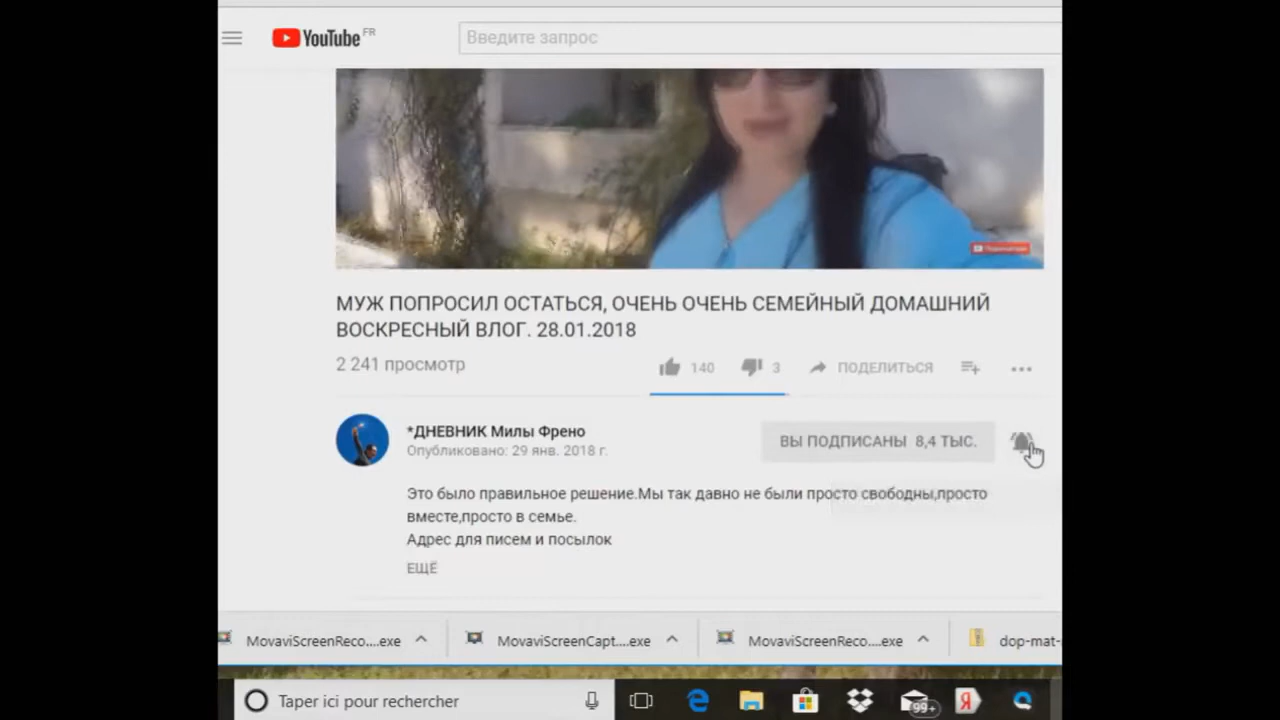 YouTube FR
Введите запрос
МУЖ ПОПРОСИЛ ОСТАТЬСЯ, ОЧЕНЬ ОЧЕНЬ СЕМЕЙНЫЙ ДОМАШНИЙ
ВОСКРЕСНЫЙ ВЛОГ. 28.01.2018
2 241 просмотр
140
3
ПОДЕЛИТЬСЯ
*ДНЕВНИК Милы Френо
Опубликовано: 29 янв. 2018 г.
ВЫ ПОДПИСАНЫ 8,4 ТЫС.
Это было правильное решение.Мы так давно не были просто свободны,просто
вместе,просто в семье.
Адрес для писем и посылок
ЕЩЁ
MovaviScreenReco....exe
MovaviScreenCapt....exe
MovaviScreenReco....exe
dop-mat-
Taper ici pour rechercher
99+
Я